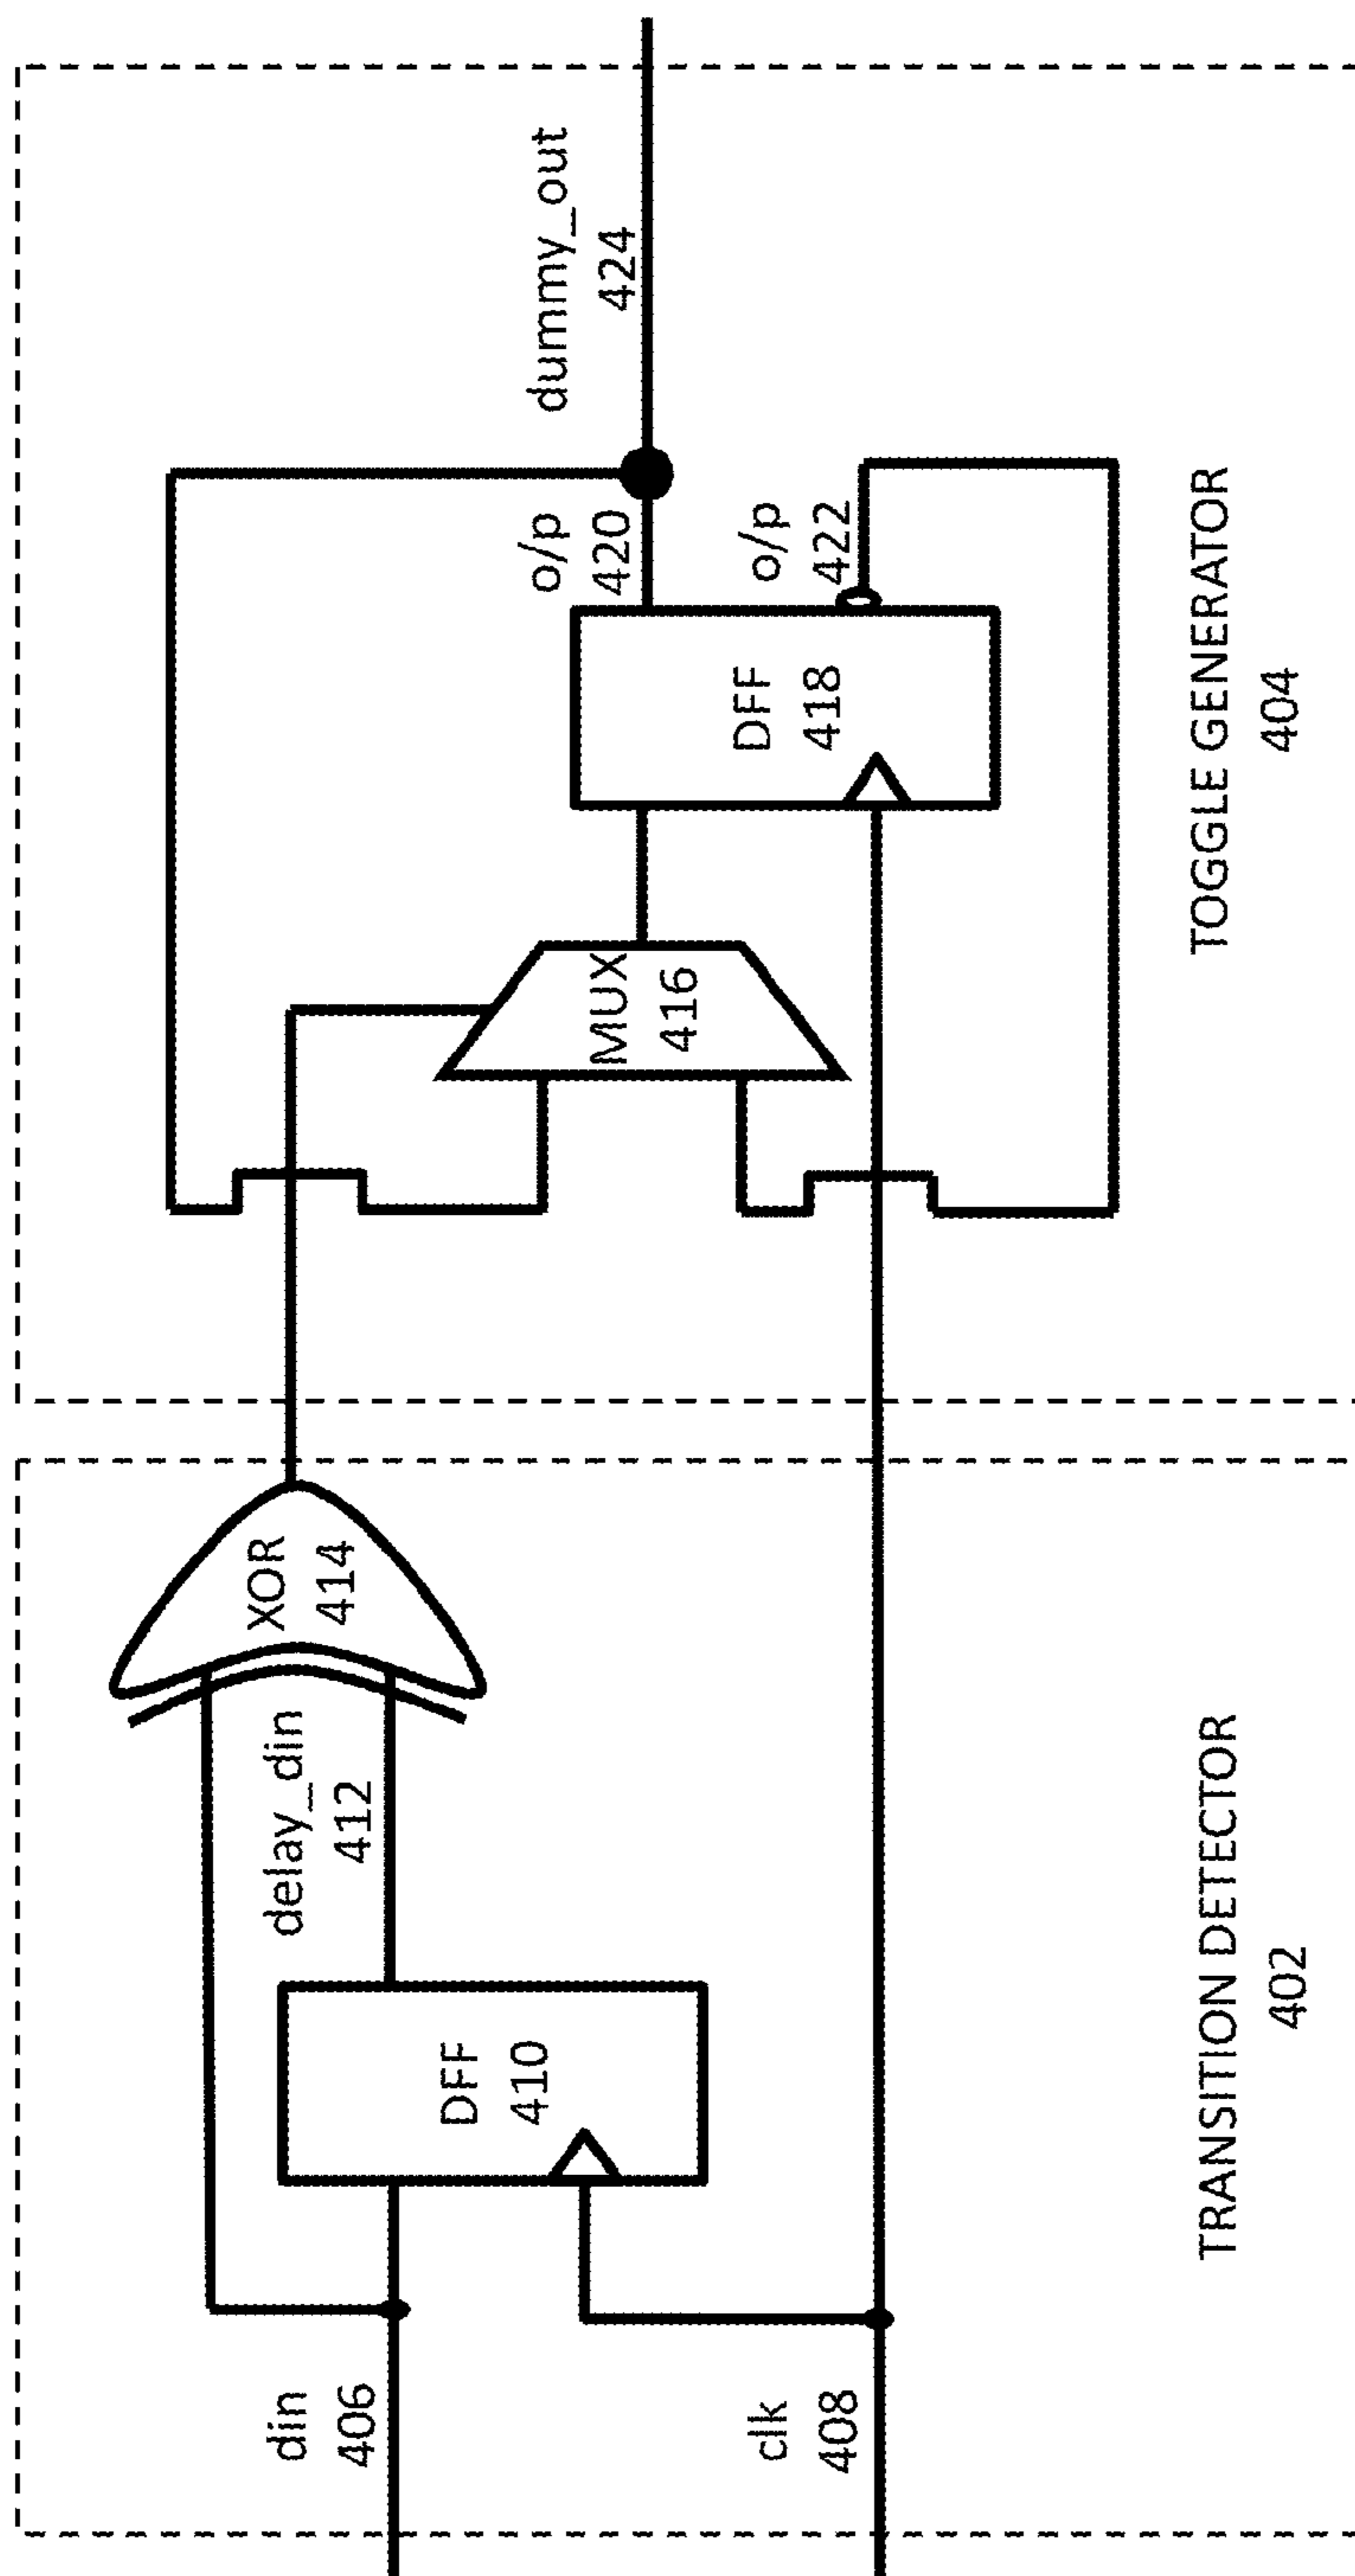 din
406
clk
408
DFF
410
delay_din
412
XOR
414
TRANSITION DETECTOR
402
MUX
416
DFF
418
o/p
420
o/p
422
dummy_out
424
TOGGLE GENERATOR
404